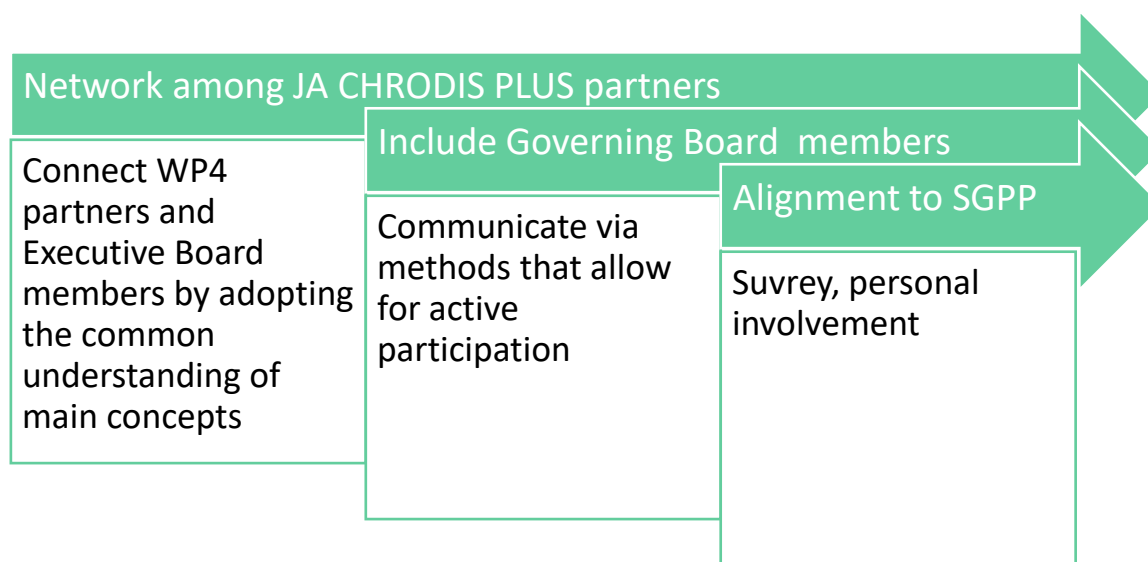 Network among JA CHRODIS PLUS partners
Connect WP4
partners and
Executive Board
members by adopting
the common
understanding of
main concepts
Include Governing Board  members
Communicate via
methods that allow
for active
participation
Alignment to SGPP
Suvrey, personal
involvement